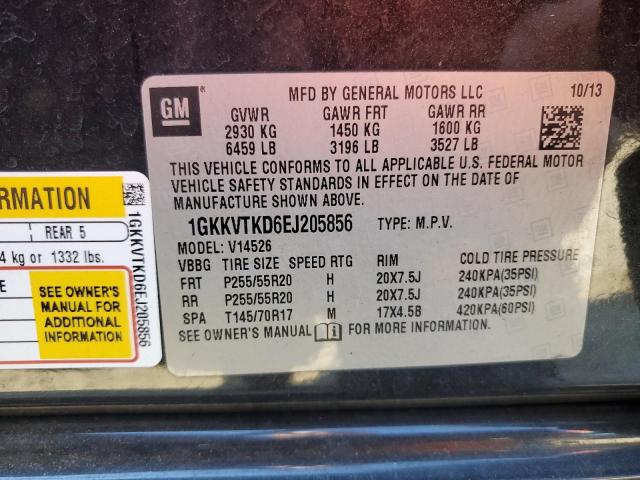 GM
MFD BY GENERAL MOTORS LLC 10/13
GVWR GAWR FRT GAWR RR
2930 KG 1450 KG 1600 KG
6459 LB 3196 LB 3527 LB
THIS VEHICLE CONFORMS TO ALL APPLICABLE U.S. FEDERAL MOTOR
VEHICLE SAFETY STANDARDS IN EFFECT ON THE DATE OF
MANUFACTURE SHOWN ABOVE.
1GKKVTKD6EJ205856 TYPE: M.P.V.
MODEL: V14526
VBBG TIRE SIZE SPEED RTG RIM COLD TIRE PRESSURE
FRT P255/55R20 H 20X7.5J 240KPA(35PSI)
RR P255/55R20 H 20X7.5J 240KPA(35PSI)
SPA T145/70R17 M 17X4.5B 420KPA(60PSI)
SEE OWNER'S MANUAL FOR MORE INFORMATION.
ORMATION
REAR 5
4 kg or 1332 lbs.
E
SEE OWNER'S
MANUAL FOR
ADDITIONAL
INFORMATION
1GKKVTKD6EJ205856